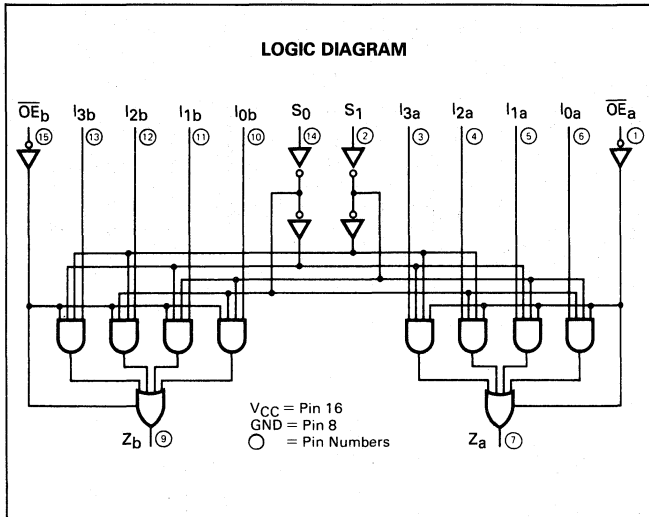 LOGIC DIAGRAM
OEb I3b I2b I1b I0b S0 S1 I3a I2a I1a I0a OEa
15 13 12 11 10 14 2 3 4 5 6 1
VCC = Pin 16
GND = Pin 8
= Pin Numbers
Zb 9 Za 7